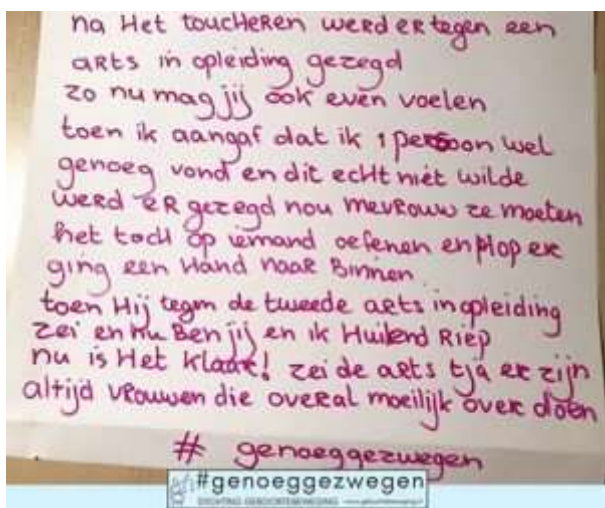 na Het toucheren werd er tegen een
arts in opleiding gezegd
zo nu mag jij ook even voelen
toen ik aangaf dat ik 1 persoon wel
genoeg vond en dit echt niet wilde
werd er gezegd nou mevrouw ze moeten
het toch op iemand oefenen en plop er
ging een Hand naar Binnen
toen Hij tegen de tweede arts in opleiding
zei en nu Ben jij en ik Huilend Riep
nu is Het klaar! zei de arts tja er zijn
altijd vrouwen die overal moeilijk over doen
# genoeggezwegen
#genoeggezwegen
STICHTING GEBOORTEBEWEGING